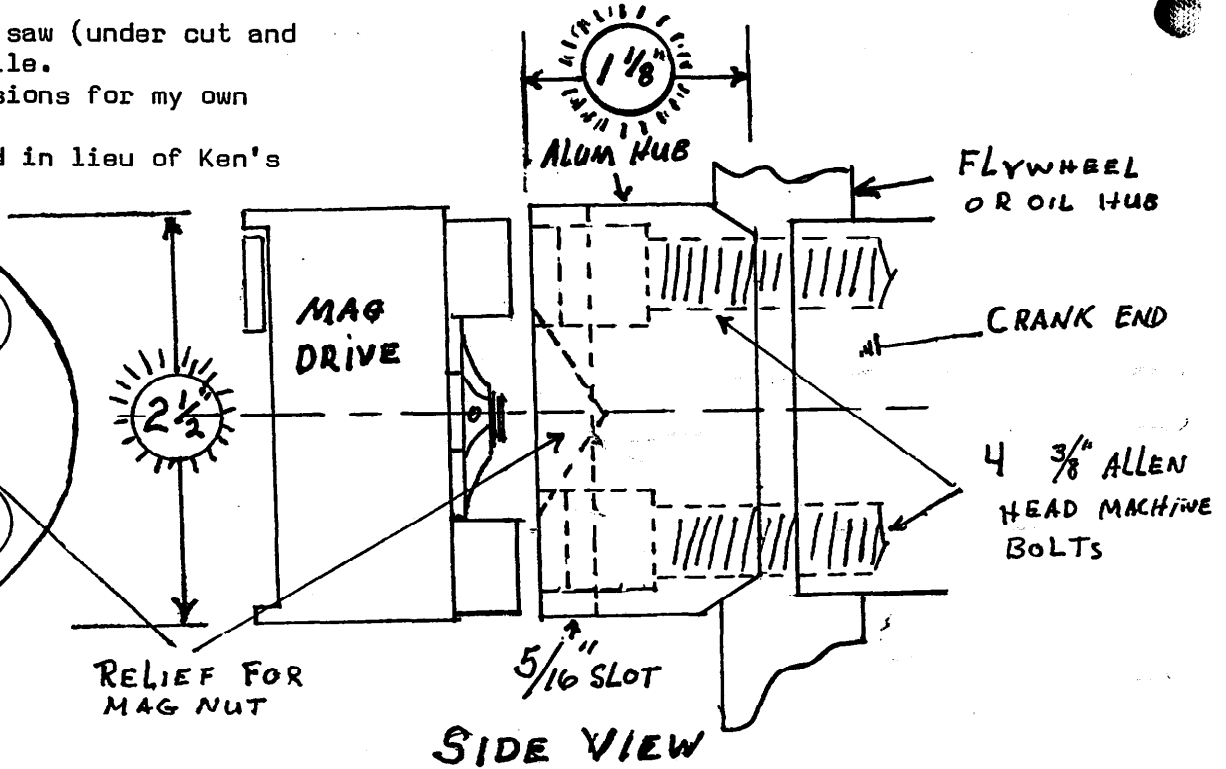 saw (under cut and
le.
sions for my own
d in lieu of Ken's
1 1/8"
ALUM HUB
FLYWHEEL
OR OIL HUB
MAG
DRIVE
CRANK END
2 1/2"
4 3/8" ALLEN
HEAD MACHINE
BOLTS
RELIEF FOR
MAG NUT
5/16" SLOT
SIDE VIEW